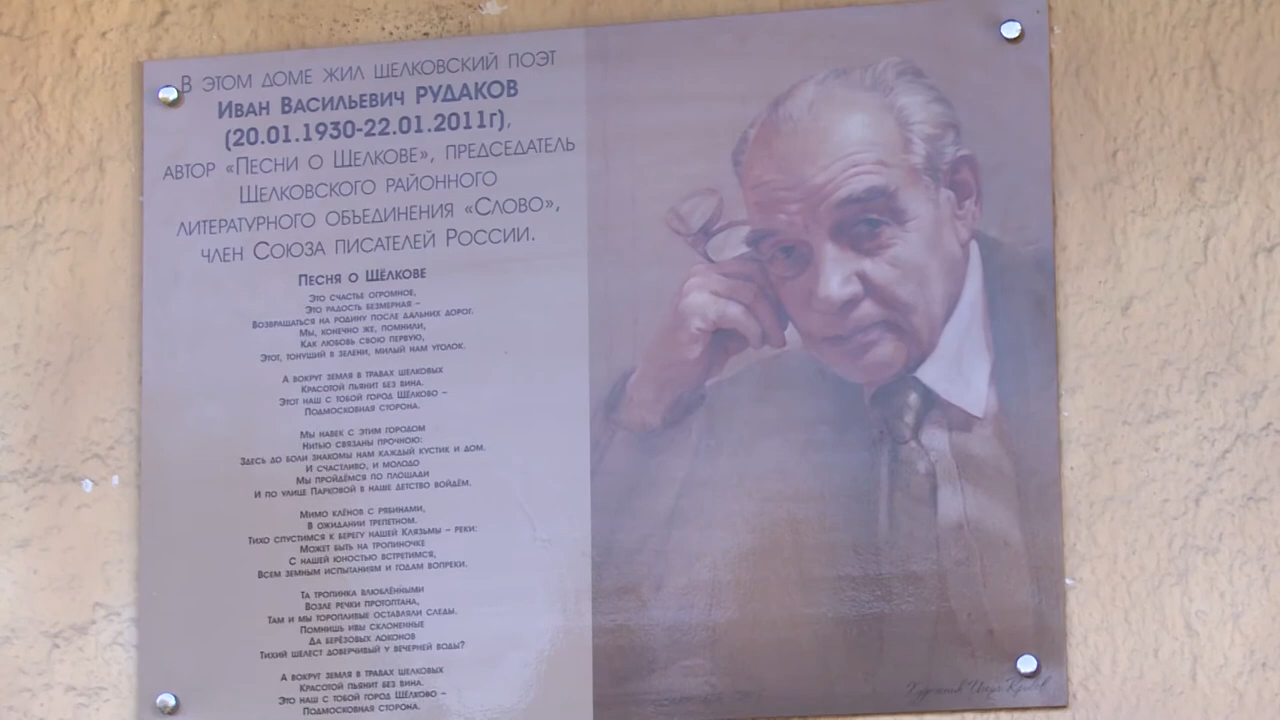 В ЭТОМ ДОМЕ ЖИЛ ЩЕЛКОВСКИЙ ПОЭТ
ИВАН ВАСИЛЬЕВИЧ РУДАКОВ
(20.01.1930-22.01.2011г),
АВТОР «ПЕСНИ О ЩЕЛКОВЕ», ПРЕДСЕДАТЕЛЬ
ЩЕЛКОВСКОГО РАЙОННОГО
ЛИТЕРАТУРНОГО ОБЪЕДИНЕНИЯ «СЛОВО»,
ЧЛЕН СОЮЗА ПИСАТЕЛЕЙ РОССИИ.
ПЕСНЯ О ЩЁЛКОВЕ
ЭТО СЧАСТЬЕ ОГРОМНОЕ,
ЭТО РАДОСТЬ БЕЗМЕРНАЯ –
ВОЗВРАЩАТЬСЯ НА РОДИНУ ПОСЛЕ ДАЛЬНИХ ДОРОГ.
МЫ, КОНЕЧНО ЖЕ, ПОМНИЛИ,
КАК ЛЮБОВЬ СВОЮ ПЕРВУЮ,
ЭТОТ, ТОНУЩИЙ В ЗЕЛЕНИ, МИЛЫЙ НАМ УГОЛОК.
А ВОКРУГ ЗЕМЛЯ В ТРАВАХ ШЕЛКОВЫХ
КРАСОТОЙ ПЬЯНИТ БЕЗ ВИНА.
ЭТОТ НАШ С ТОБОЙ ГОРОД ЩЁЛКОВО –
ПОДМОСКОВНАЯ СТОРОНА.
МЫ НАВЕК С ЭТИМ ГОРОДОМ
НИТЬЮ СВЯЗАНЫ ПРОЧНОЮ:
ЗДЕСЬ ДО БОЛИ ЗНАКОМЫ НАМ КАЖДЫЙ КУСТИК И ДОМ.
И СЧАСТЛИВО, И МОЛОДО
МЫ ПРОЙДЁМСЯ ПО ПЛОЩАДИ
И ПО УЛИЦЕ ПАРКОВОЙ В НАШЕ ДЕТСТВО ВОЙДЁМ.
МИМО КЛЁНОВ С РЯБИНАМИ,
В ОЖИДАНИИ ТРЕПЕТНОМ.
ТИХО СПУСТИМСЯ К БЕРЕГУ НАШЕЙ КЛЯЗЬМЫ – РЕКИ:
МОЖЕТ БЫТЬ НА ТРОПИНОЧКЕ
С НАШЕЙ ЮНОСТЬЮ ВСТРЕТИМСЯ,
ВСЕМ ЗЕМНЫМ ИСПЫТАНИЯМ И ГОДАМ ВОПРЕКИ.
ТА ТРОПИНКА ВЛЮБЛЁННЫМИ
ВОЗЛЕ РЕЧКИ ПРОТОПТАНА,
ТАМ И МЫ ТОРОПЛИВЫЕ ОСТАВЛЯЛИ СЛЕДЫ.
ПОМНИШЬ ИВЫ СКЛОНЕННЫЕ
ДА БЕРЁЗОВЫХ ЛОКОНОВ
ТИХИЙ ШЕЛЕСТ ДОВЕРЧИВЫЙ У ВЕЧЕРНЕЙ ВОДЫ?
А ВОКРУГ ЗЕМЛЯ В ТРАВАХ ШЕЛКОВЫХ
КРАСОТОЙ ПЬЯНИТ БЕЗ ВИНА.
ЭТО НАШ С ТОБОЙ ГОРОД ЩЁЛКОВО –
ПОДМОСКОВНАЯ СТОРОНА.